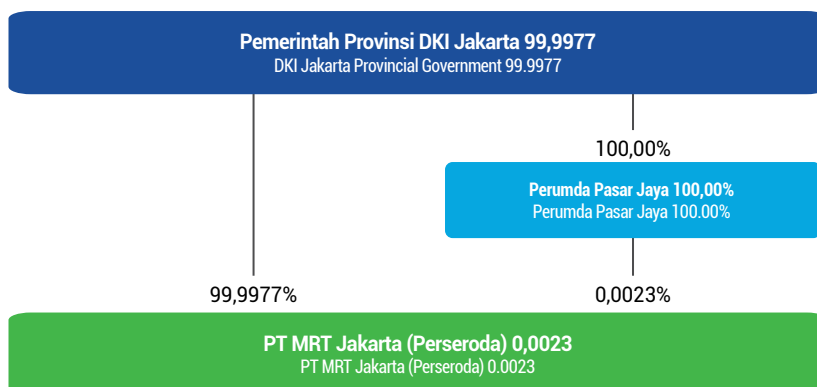 Pemerintah Provinsi DKI Jakarta 99,9977
DKI Jakarta Provincial Government 99.9977
100,00%
Perumda Pasar Jaya 100,00%
Perumda Pasar Jaya 100.00%
99,9977%
0,0023%
PT MRT Jakarta (Perseroda) 0,0023
PT MRT Jakarta (Perseroda) 0.0023